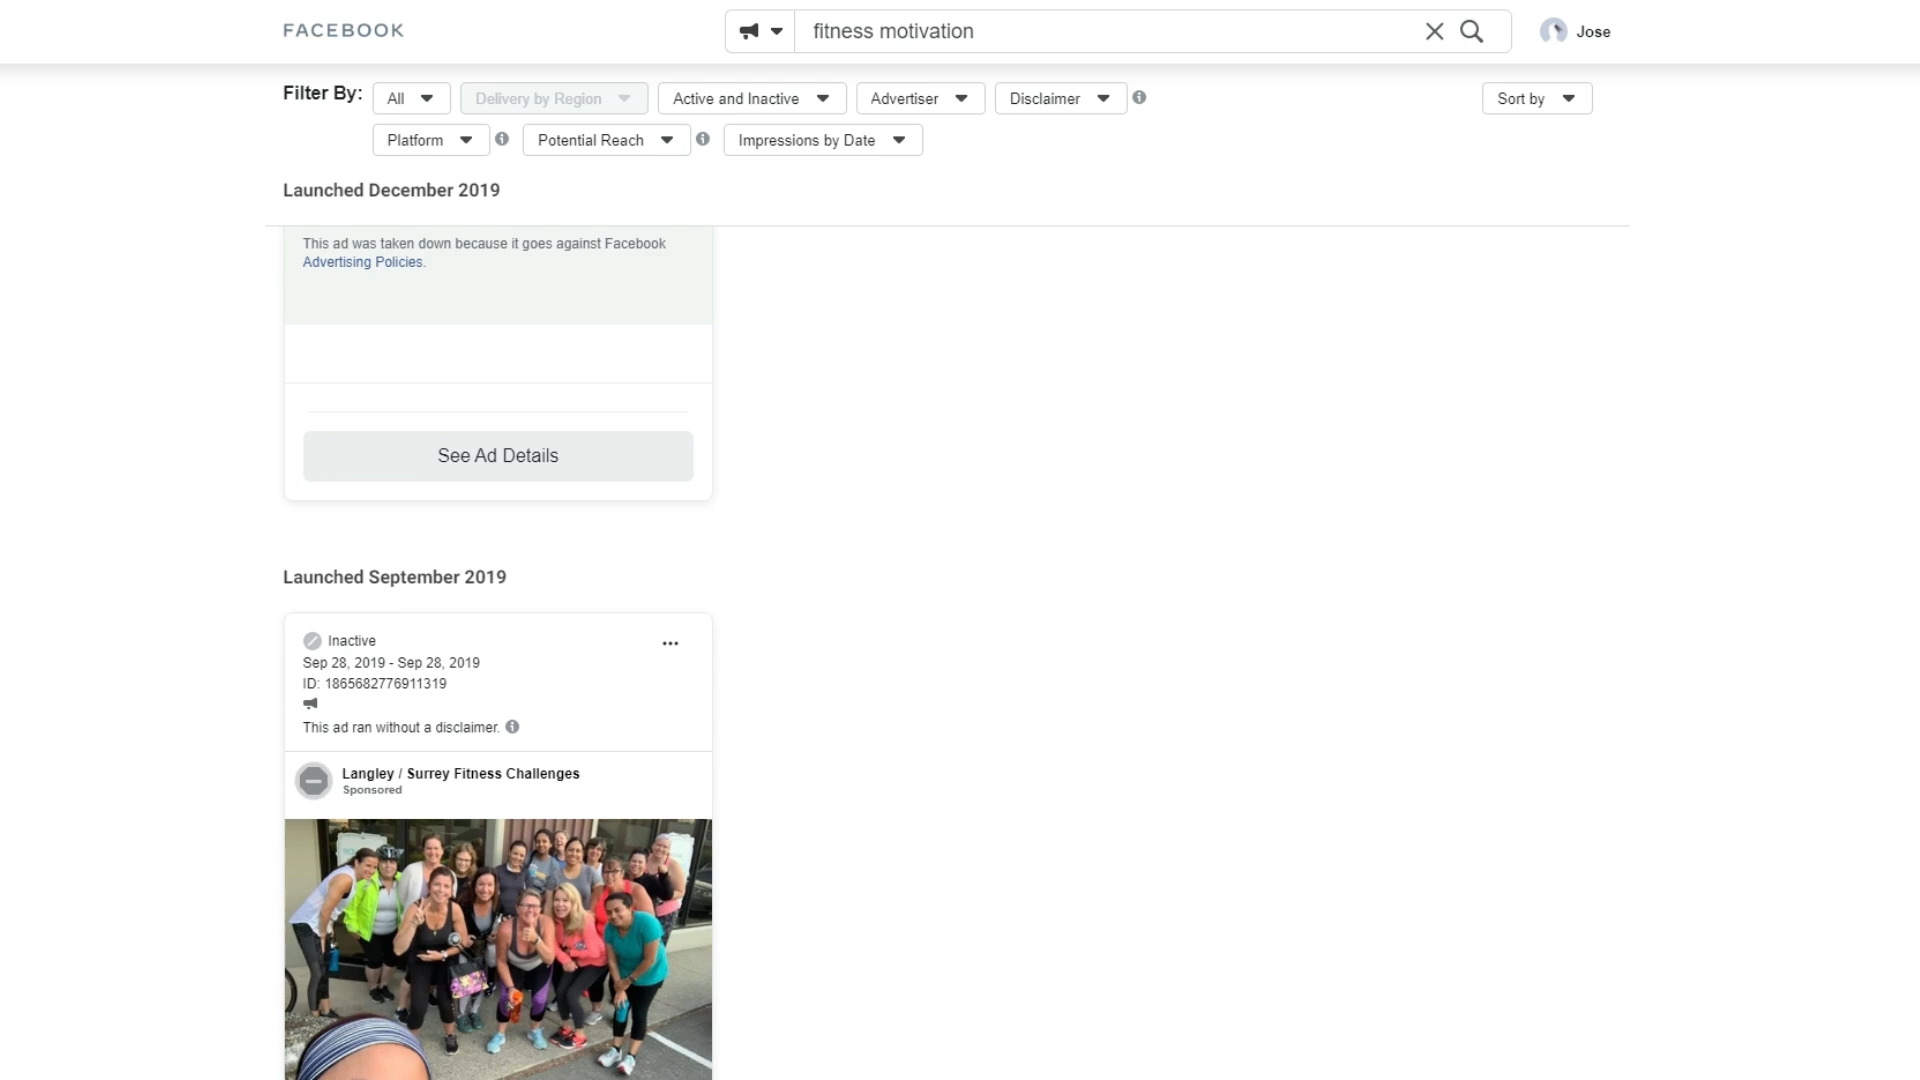 FACEBOOK
fitness motivation
Jose
Filter By:
All
Delivery by Region
Active and Inactive
Advertiser
Disclaimer
Sort by
Platform
Potential Reach
Impressions by Date
Launched December 2019
This ad was taken down because it goes against Facebook
Advertising Policies.
See Ad Details
Launched September 2019
Inactive
Sep 28, 2019 - Sep 28, 2019
ID: 1865682776911319
This ad ran without a disclaimer.
Langley / Surrey Fitness Challenges
Sponsored